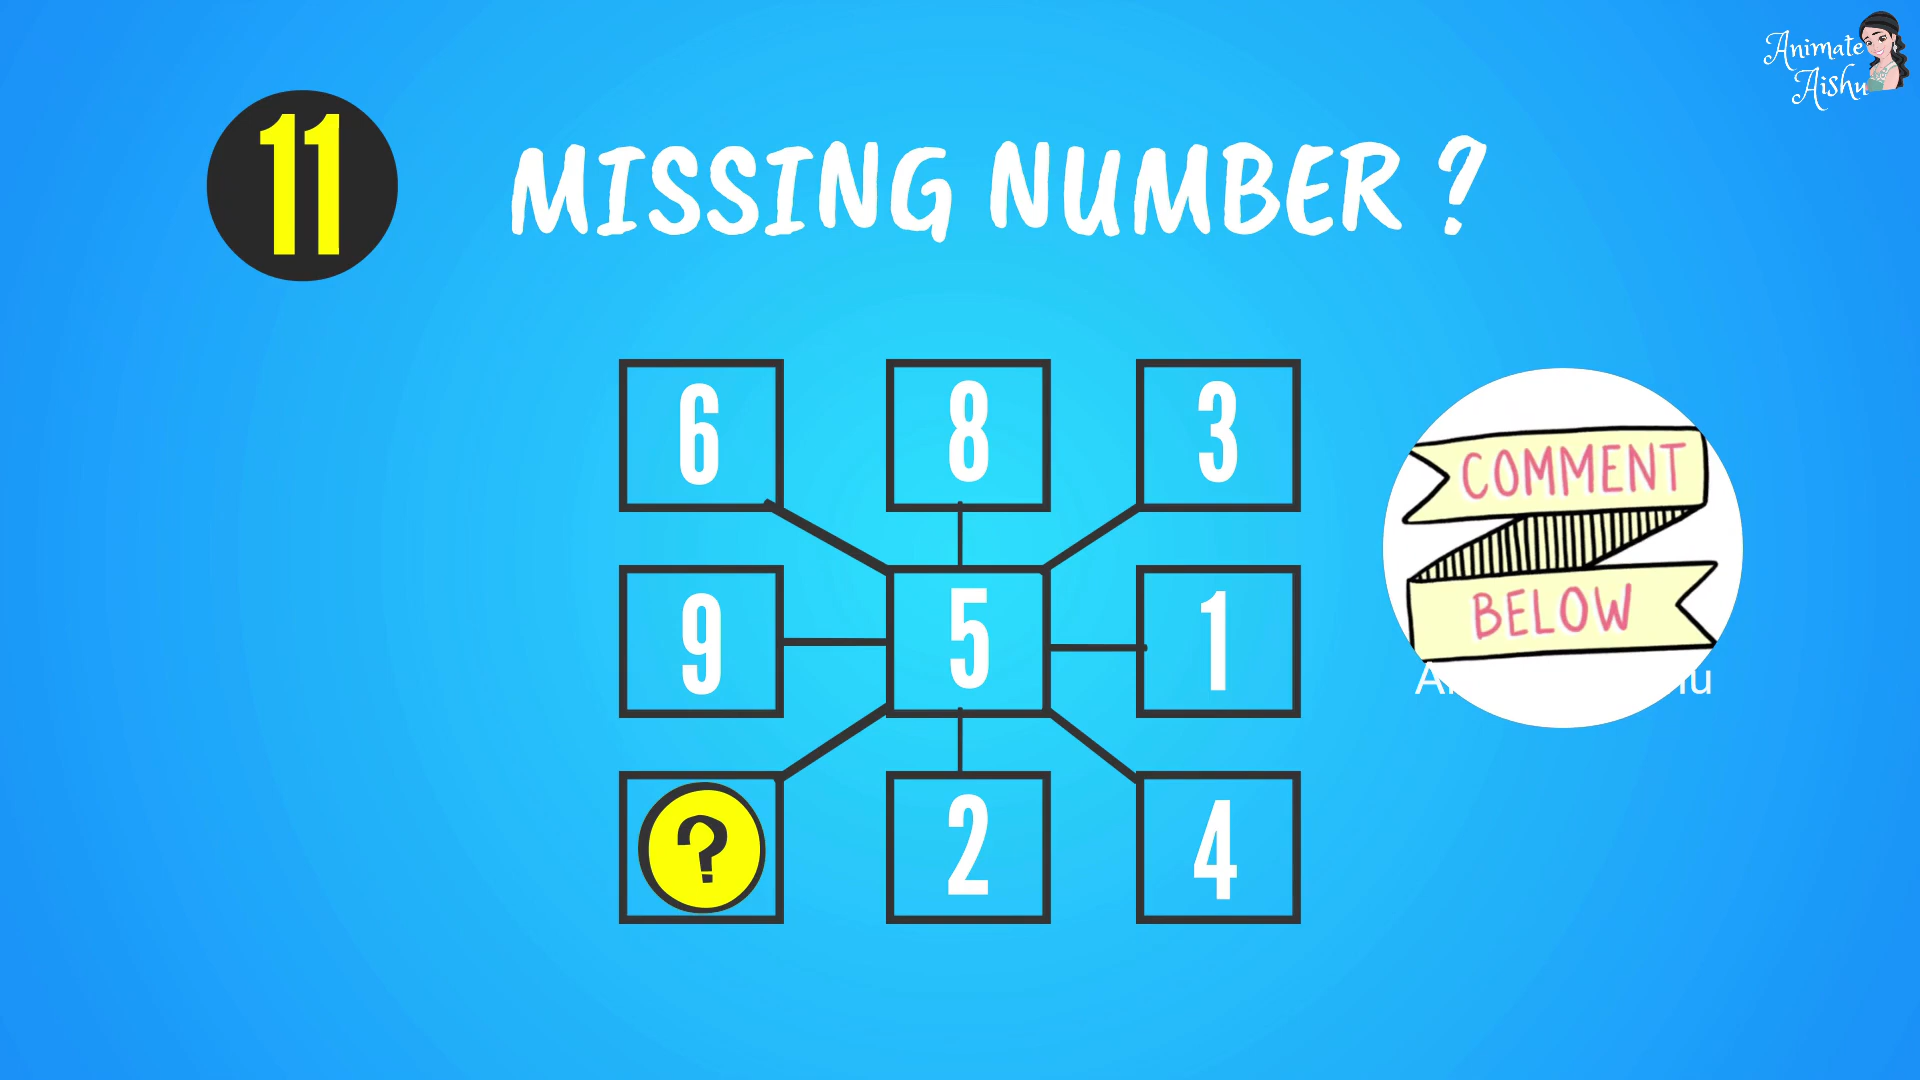 Animate
Aishu
11 MISSING NUMBER ?
6 8 3
9 5 1
? 2 4
COMMENT
BELOW